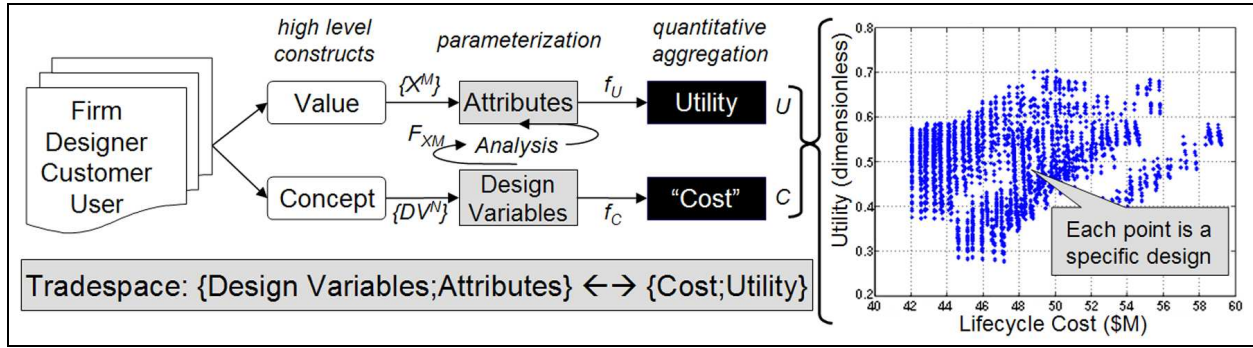 high level
constructs
parameterization
quantitative
aggregation
Firm
Designer
Customer
User
Value
{X^M}
Attributes
f_U
Utility
U
F_XM
Analysis
Concept
{DV^N}
Design
Variables
f_C
“Cost”
C
Tradespace: {Design Variables;Attributes} ←→ {Cost;Utility}
Utility (dimensionless)
0.8
0.7
0.6
0.5
0.4
0.3
0.2
Each point is a
specific design
40 42 44 46 48 50 52 54 56 58 60
Lifecycle Cost ($M)